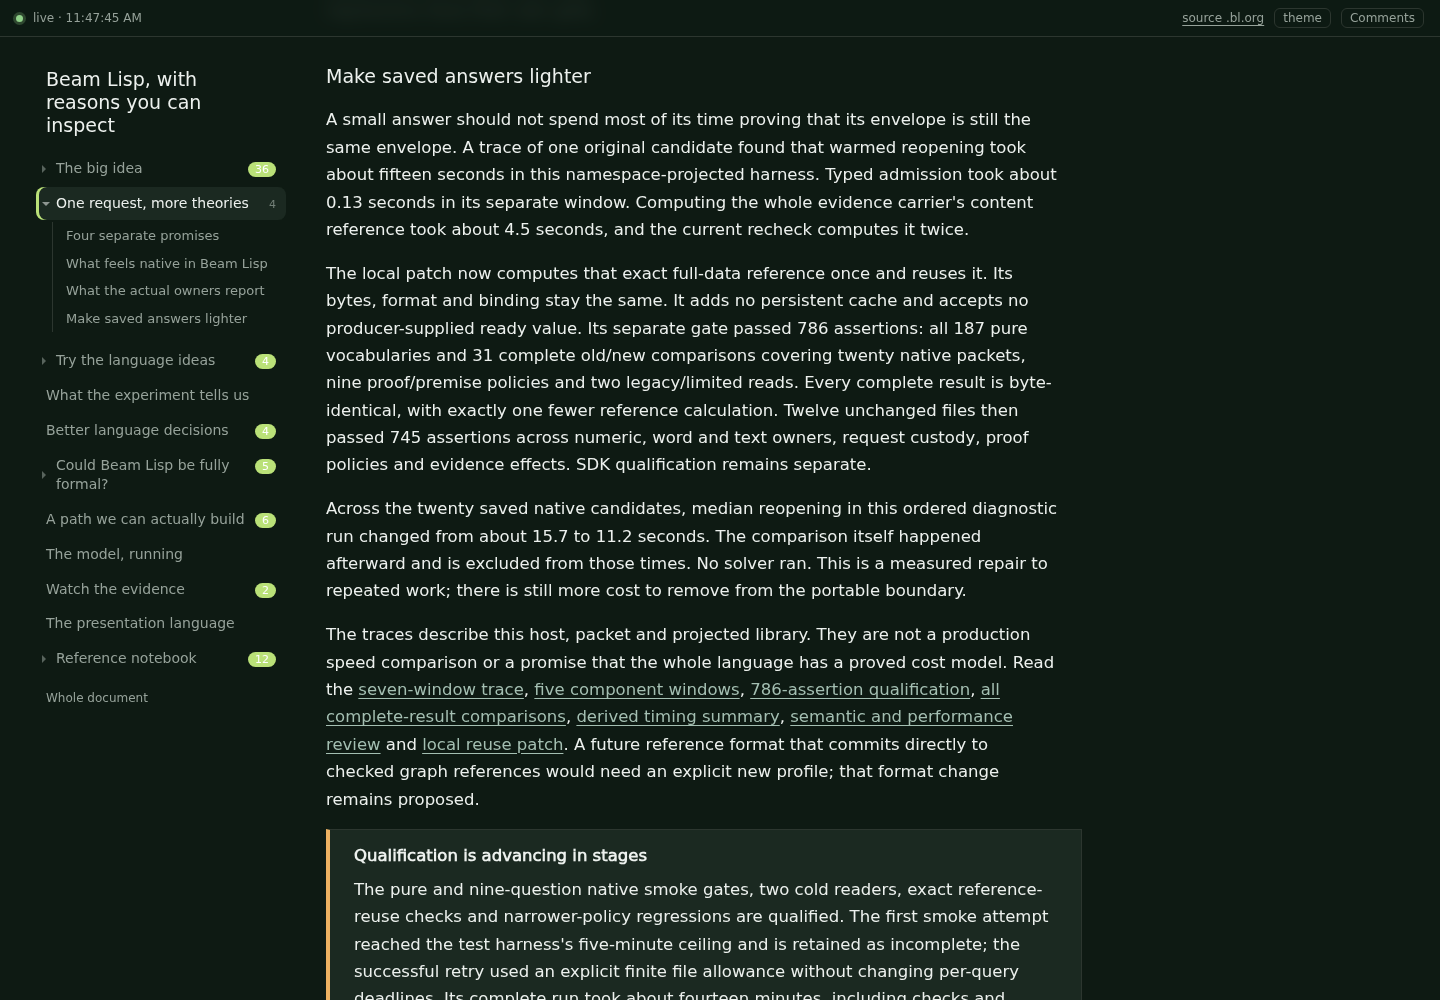 live · 11:47:45 AM
source .bl.org
theme
Comments
Beam Lisp, with
reasons you can
inspect
The big idea 36
One request, more theories 4
Four separate promises
What feels native in Beam Lisp
What the actual owners report
Make saved answers lighter
Try the language ideas 4
What the experiment tells us
Better language decisions 4
Could Beam Lisp be fully 5
formal?
A path we can actually build 6
The model, running
Watch the evidence 2
The presentation language
Reference notebook 12
Whole document
Make saved answers lighter
A small answer should not spend most of its time proving that its envelope is still the
same envelope. A trace of one original candidate found that warmed reopening took
about fifteen seconds in this namespace-projected harness. Typed admission took about
0.13 seconds in its separate window. Computing the whole evidence carrier's content
reference took about 4.5 seconds, and the current recheck computes it twice.
The local patch now computes that exact full-data reference once and reuses it. Its
bytes, format and binding stay the same. It adds no persistent cache and accepts no
producer-supplied ready value. Its separate gate passed 786 assertions: all 187 pure
vocabularies and 31 complete old/new comparisons covering twenty native packets,
nine proof/premise policies and two legacy/limited reads. Every complete result is byte-
identical, with exactly one fewer reference calculation. Twelve unchanged files then
passed 745 assertions across numeric, word and text owners, request custody, proof
policies and evidence effects. SDK qualification remains separate.
Across the twenty saved native candidates, median reopening in this ordered diagnostic
run changed from about 15.7 to 11.2 seconds. The comparison itself happened
afterward and is excluded from those times. No solver ran. This is a measured repair to
repeated work; there is still more cost to remove from the portable boundary.
The traces describe this host, packet and projected library. They are not a production
speed comparison or a promise that the whole language has a proved cost model. Read
the seven-window trace, five component windows, 786-assertion qualification, all
complete-result comparisons, derived timing summary, semantic and performance
review and local reuse patch. A future reference format that commits directly to
checked graph references would need an explicit new profile; that format change
remains proposed.
Qualification is advancing in stages
The pure and nine-question native smoke gates, two cold readers, exact reference-
reuse checks and narrower-policy regressions are qualified. The first smoke attempt
reached the test harness's five-minute ceiling and is retained as incomplete; the
successful retry used an explicit finite file allowance without changing per-query
deadlines. Its complete run took about fourteen minutes, including checks and